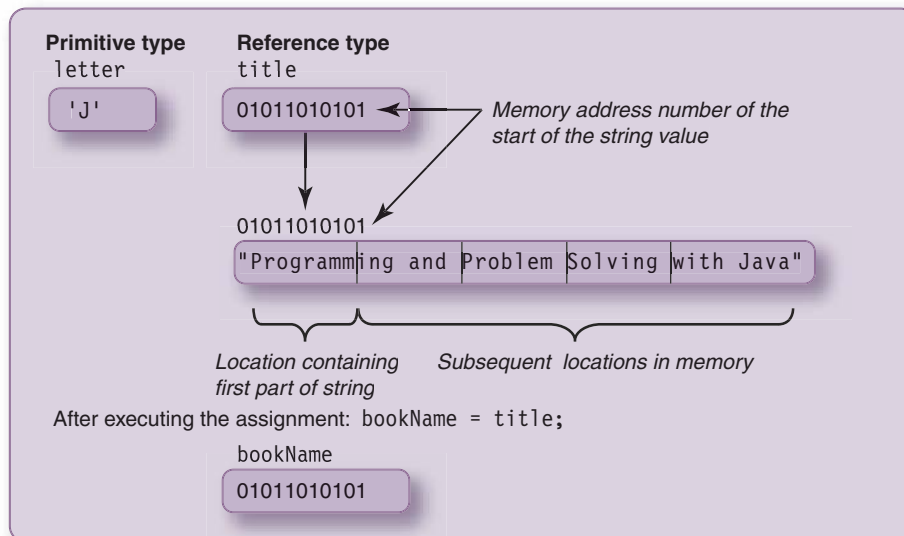 Primitive type Reference type
letter title
'J' 01011010101 Memory address number of the
start of the string value
01011010101
"Programming and Problem Solving with Java"
Location containing Subsequent locations in memory
first part of string
After executing the assignment: bookName = title;
bookName
01011010101